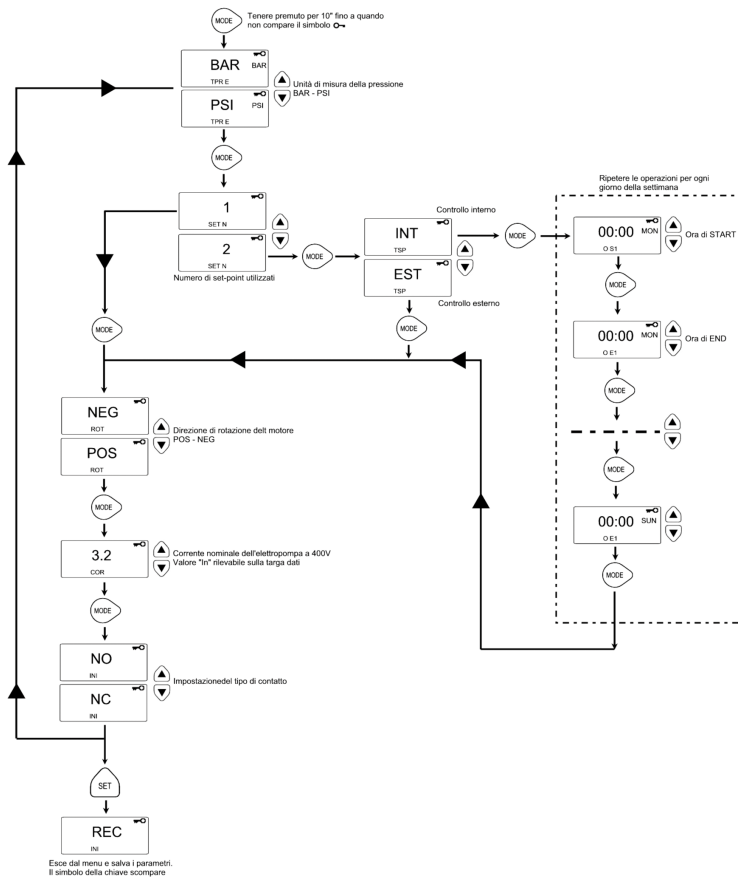 MODE
Tenere premuto per 10" fino a quando
non compare il simbolo
BAR BAR
TPR E
PSI PSI
TPR E
Unità di misura della pressione
BAR - PSI
MODE
1
SET N
2
SET N
Numero di set-point utilizzati
MODE
Controllo interno
INT
TSP
EST
TSP
Controllo esterno
MODE
MODE
MODE
Ripetere le operazioni per ogni
giorno della settimana
00:00 MON
O S1
Ora di START
MODE
00:00 MON
O E1
Ora di END
MODE
MODE
00:00 SUN
O E1
MODE
NEG
ROT
POS
ROT
Direzione di rotazione delt motore
POS - NEG
MODE
3.2
COR
Corrente nominale dell'elettropompa a 400V
Valore "In" rilevabile sulla targa dati
MODE
NO
INI
NC
INI
Impostazionedel tipo di contatto
SET
REC
INI
Esce dal menu e salva i parametri.
Il simbolo della chiave scompare